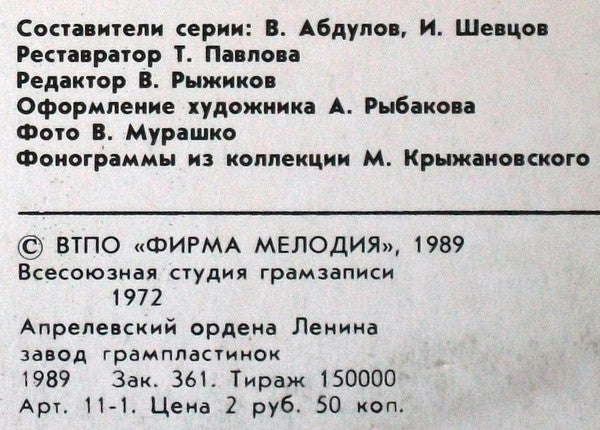 Составители серии: В. Абдулов, И. Шевцов
Реставратор Т. Павлова
Редактор В. Рыжиков
Оформление художника А. Рыбакова
Фото В. Мурашко
Фонограммы из коллекции М. Крыжановского
© ВТПО «ФИРМА МЕЛОДИЯ», 1989
Всесоюзная студия грамзаписи
1972
Апрелевский ордена Ленина
завод грампластинок
1989 Зак. 361. Тираж 150000
Арт. 11-1. Цена 2 руб. 50 коп.